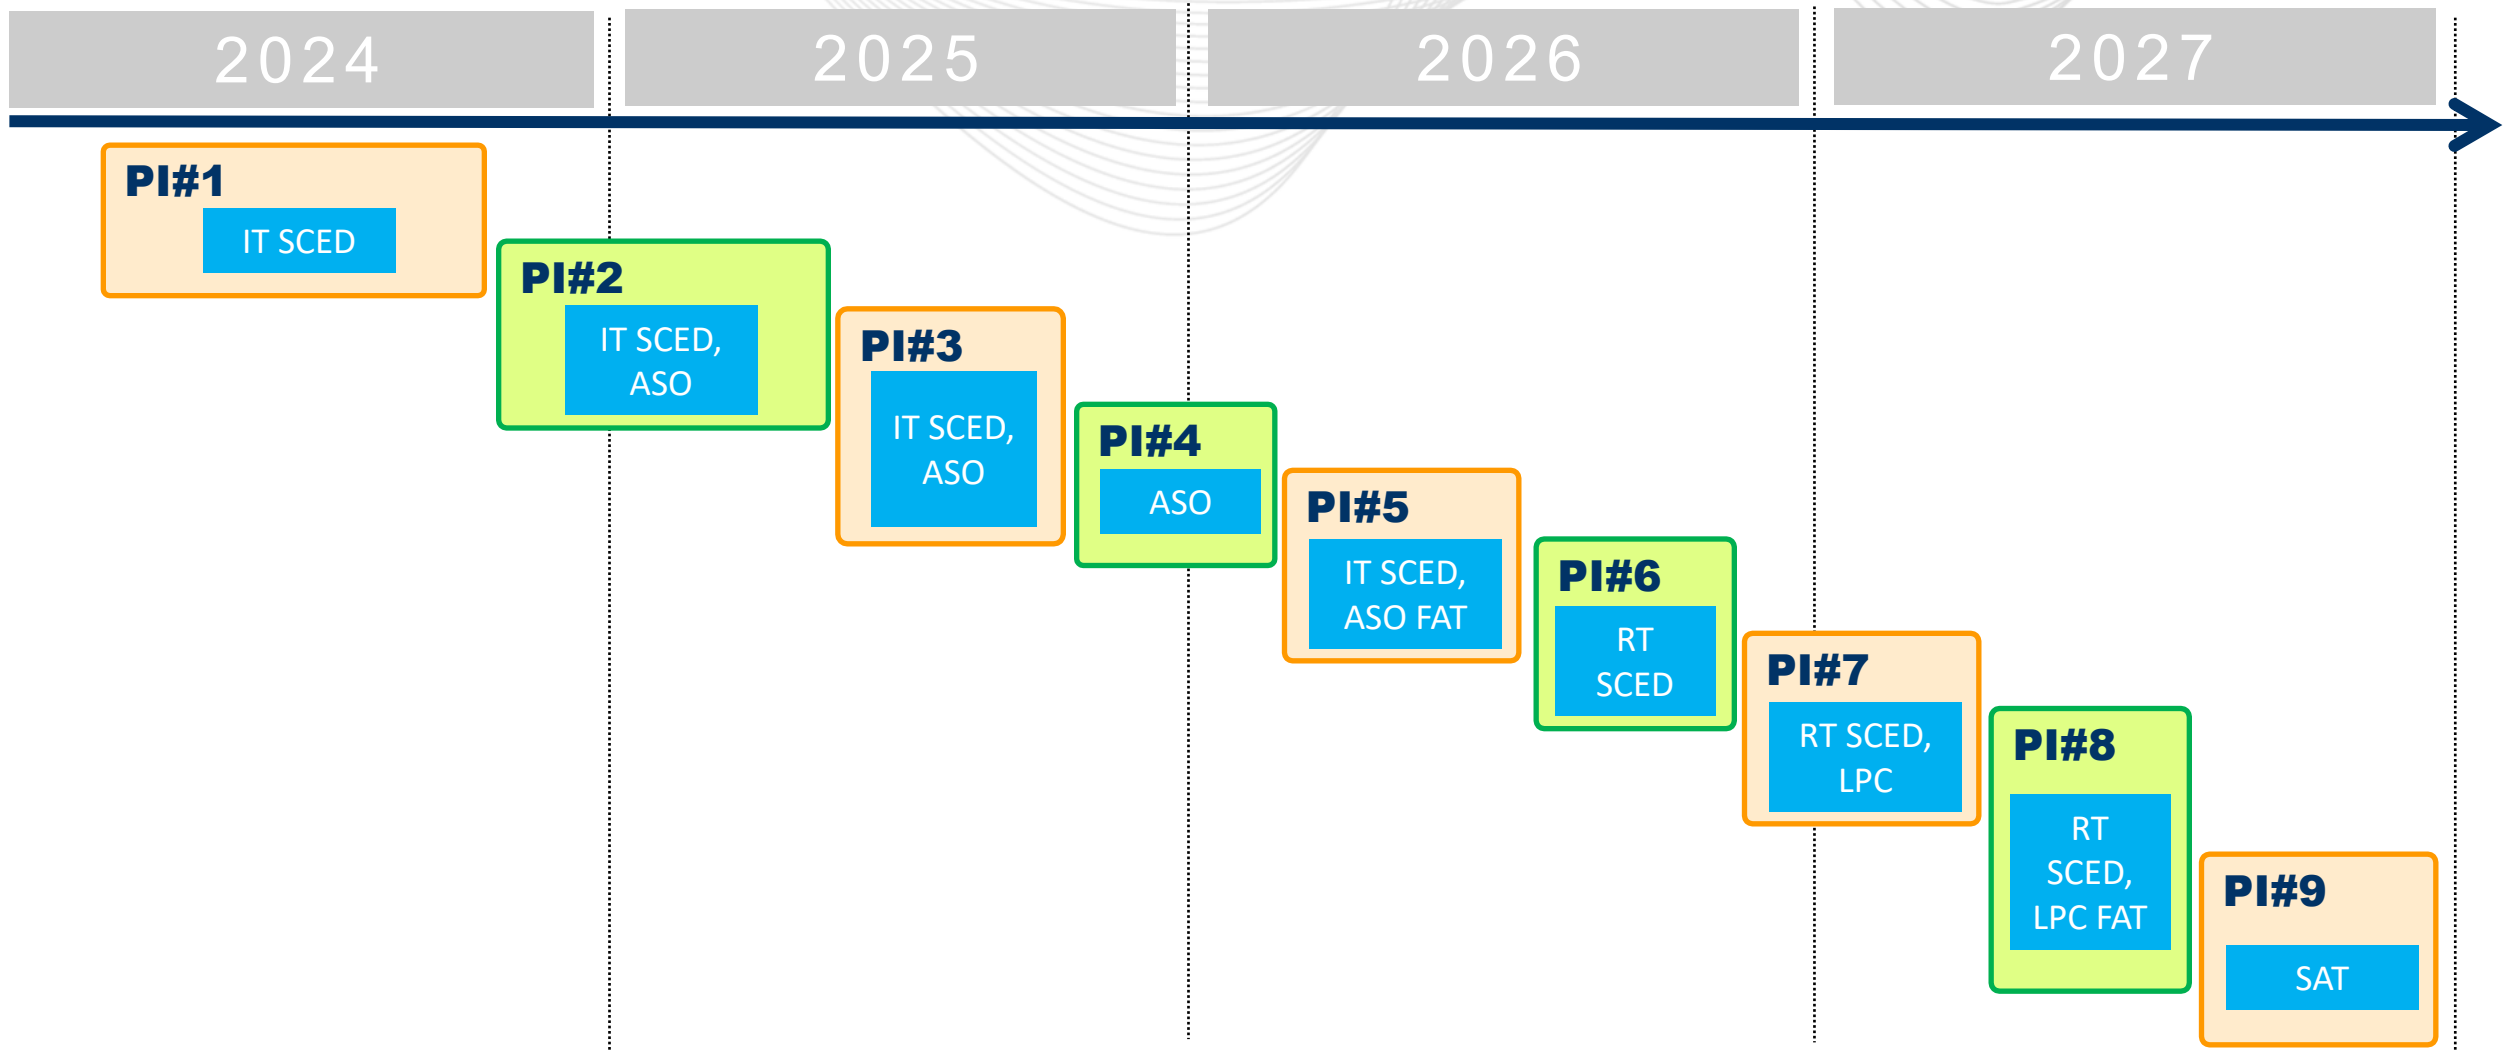 2024
2025
2026
2027
PI#1
IT SCED
PI#2
IT SCED,
ASO
PI#3
IT SCED,
ASO
PI#4
ASO
PI#5
IT SCED,
ASO FAT
PI#6
RT
SCED
PI#7
RT SCED,
LPC
PI#8
RT
SCED,
LPC FAT
PI#9
SAT